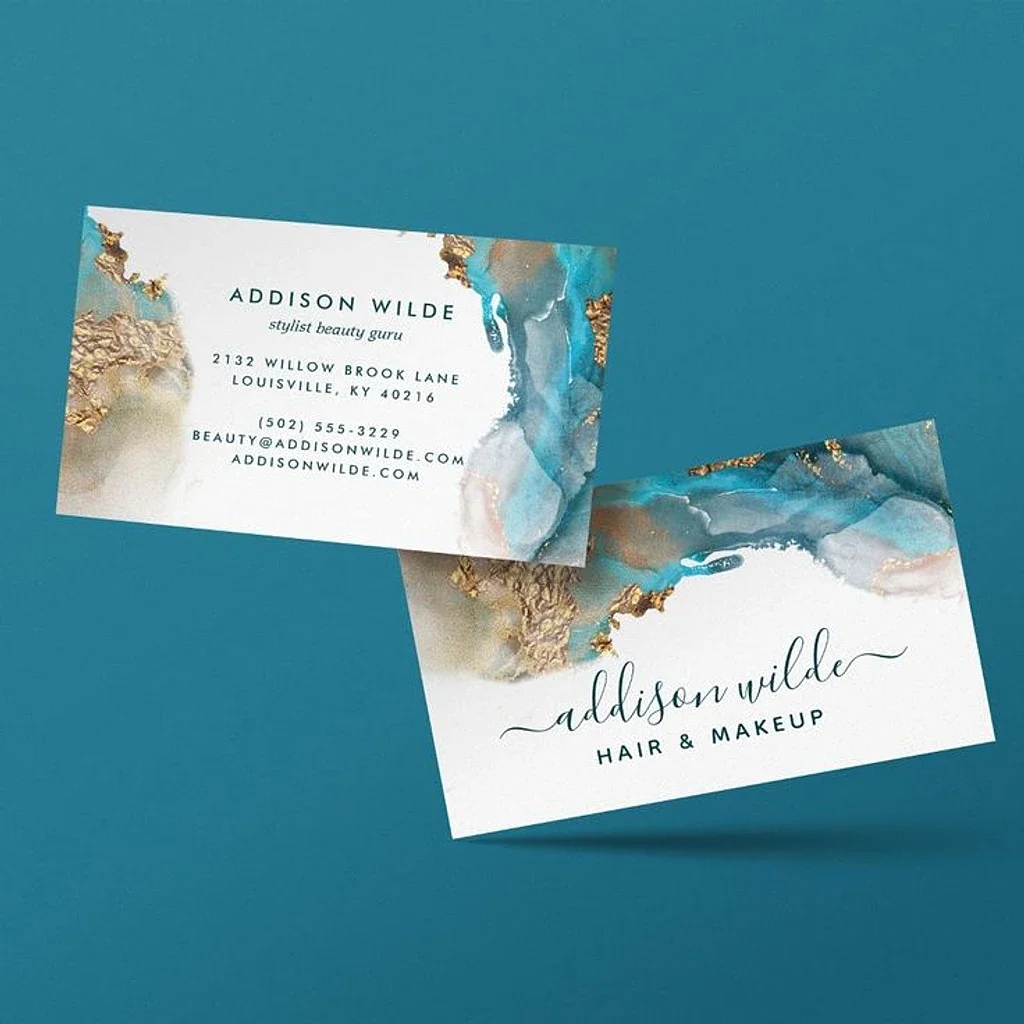 ADDISON WILDE
stylist beauty guru
2132 WILLOW BROOK LANE
LOUISVILLE, KY 40216
(502) 555-3229
BEAUTY@ADDISONWILDE.COM
ADDISONWILDE.COM
addison wilde
HAIR & MAKEUP